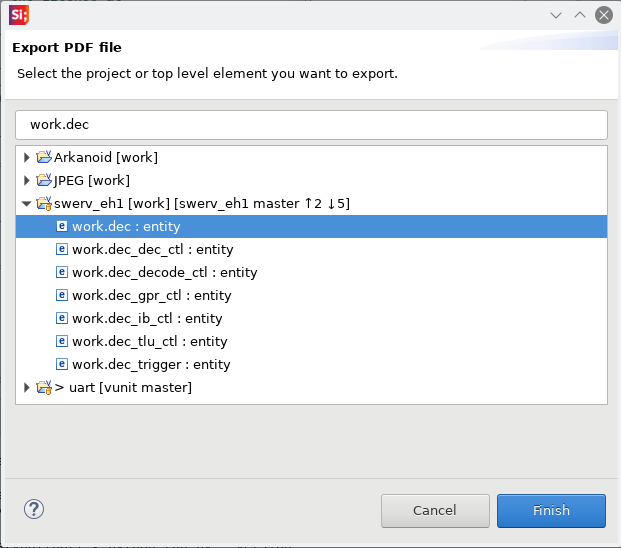 Si;
Export PDF file
Select the project or top level element you want to export.
work.dec
Arkanoid [work]
JPEG [work]
swerv_eh1 [work] [swerv_eh1 master ↑2 ↓5]
e work.dec : entity
e work.dec_dec_ctl : entity
e work.dec_decode_ctl : entity
e work.dec_gpr_ctl : entity
e work.dec_ib_ctl : entity
e work.dec_tlu_ctl : entity
e work.dec_trigger : entity
> uart [vunit master]
? Cancel Finish